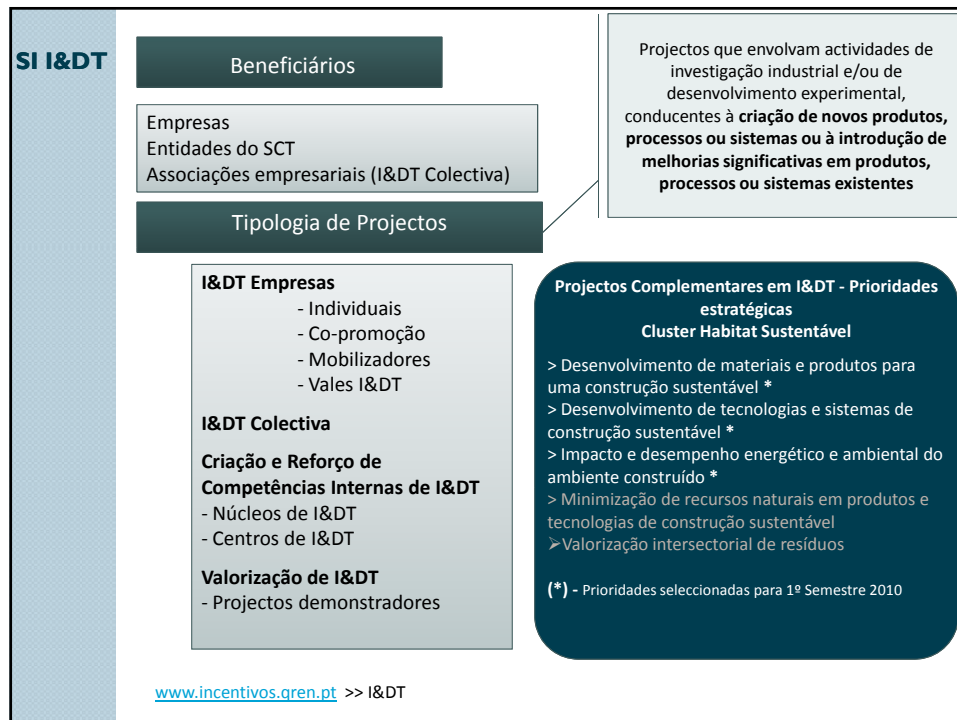 SI I&DT
Beneficiários
Empresas
Entidades do SCT
Associações empresariais (I&DT Colectiva)
Projectos que envolvam actividades de
investigação industrial e/ou de
desenvolvimento experimental,
conducentes à criação de novos produtos,
processos ou sistemas ou à introdução de
melhorias significativas em produtos,
processos ou sistemas existentes
Tipologia de Projectos
I&DT Empresas
- Individuais
- Co-promoção
- Mobilizadores
- Vales I&DT
I&DT Colectiva
Criação e Reforço de
Competências Internas de I&DT
- Núcleos de I&DT
- Centros de I&DT
Valorização de I&DT
- Projectos demonstradores
Projectos Complementares em I&DT - Prioridades
estratégicas
Cluster Habitat Sustentável
> Desenvolvimento de materiais e produtos para
uma construção sustentável *
> Desenvolvimento de tecnologias e sistemas de
construção sustentável *
> Impacto e desempenho energético e ambiental do
ambiente construído *
> Minimização de recursos naturais em produtos e
tecnologias de construção sustentável
➢Valorização intersectorial de resíduos
(*) - Prioridades seleccionadas para 1º Semestre 2010
www.incentivos.qren.pt >> I&DT